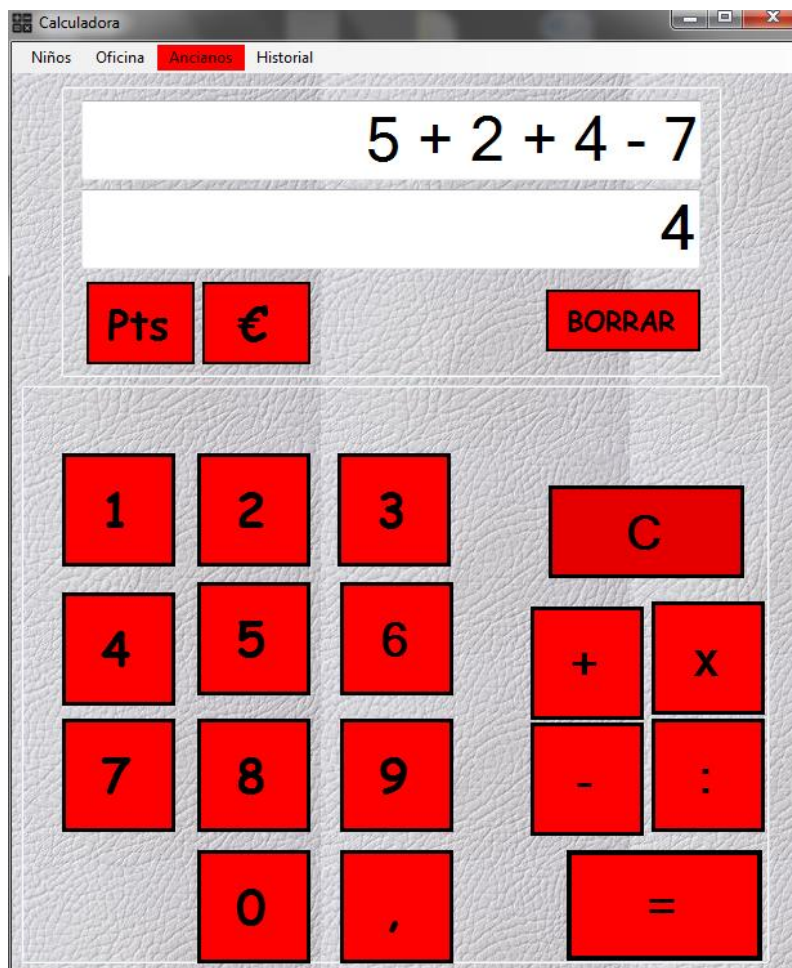 Calculadora
Niños Oficina Ancianos Historial
5 + 2 + 4 - 7
4
Pts € BORRAR
1 2 3
C
4 5 6
+ x
7 8 9
- :
0 , =